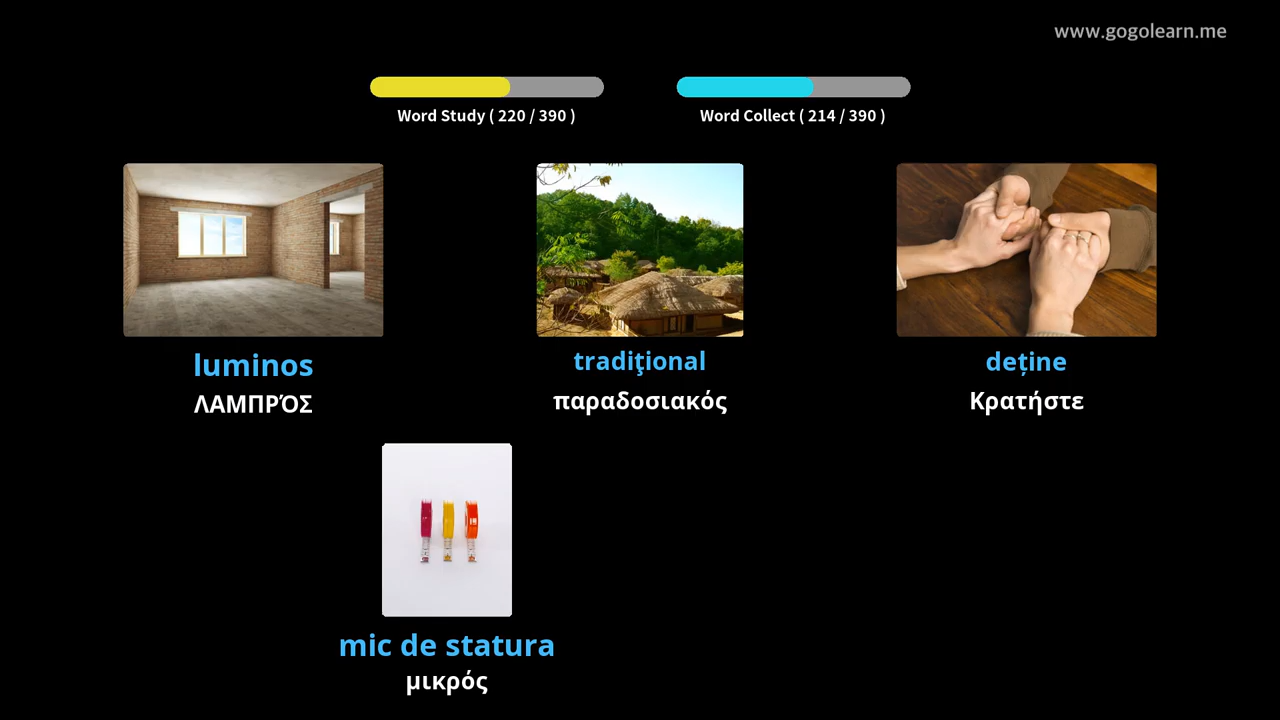 www.gogolearn.me
Word Study ( 220 / 390 )
Word Collect ( 214 / 390 )
luminos
ΛΑΜΠΡΌΣ
tradiţional
παραδοσιακός
deține
Κρατήστε
mic de statura
μικρός